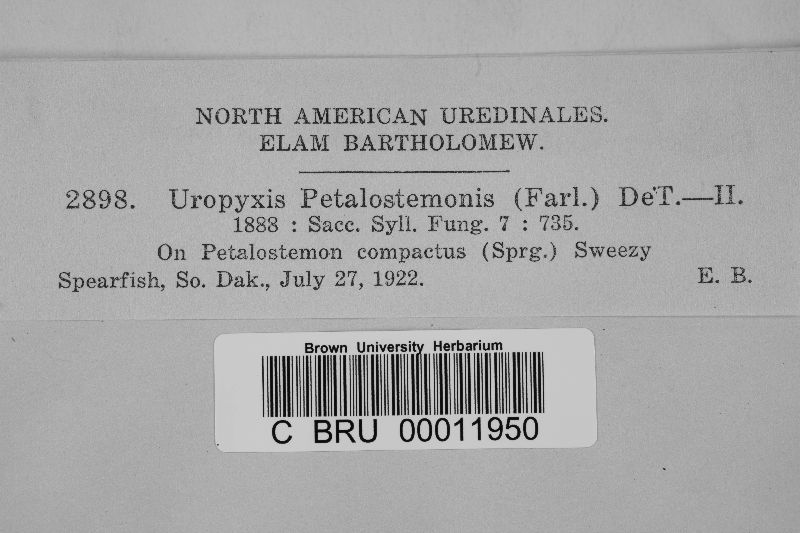 NORTH AMERICAN UREDINALES.
ELAM BARTHOLOMEW.
2898. Uropyxis Petalostemonis (Farl.) DeT.—II.
1888 : Sacc. Syll. Fung. 7 : 735.
On Petalostemon compactus (Sprg.) Sweezy
Spearfish, So. Dak., July 27, 1922. E. B.
Brown University Herbarium
C BRU 00011950